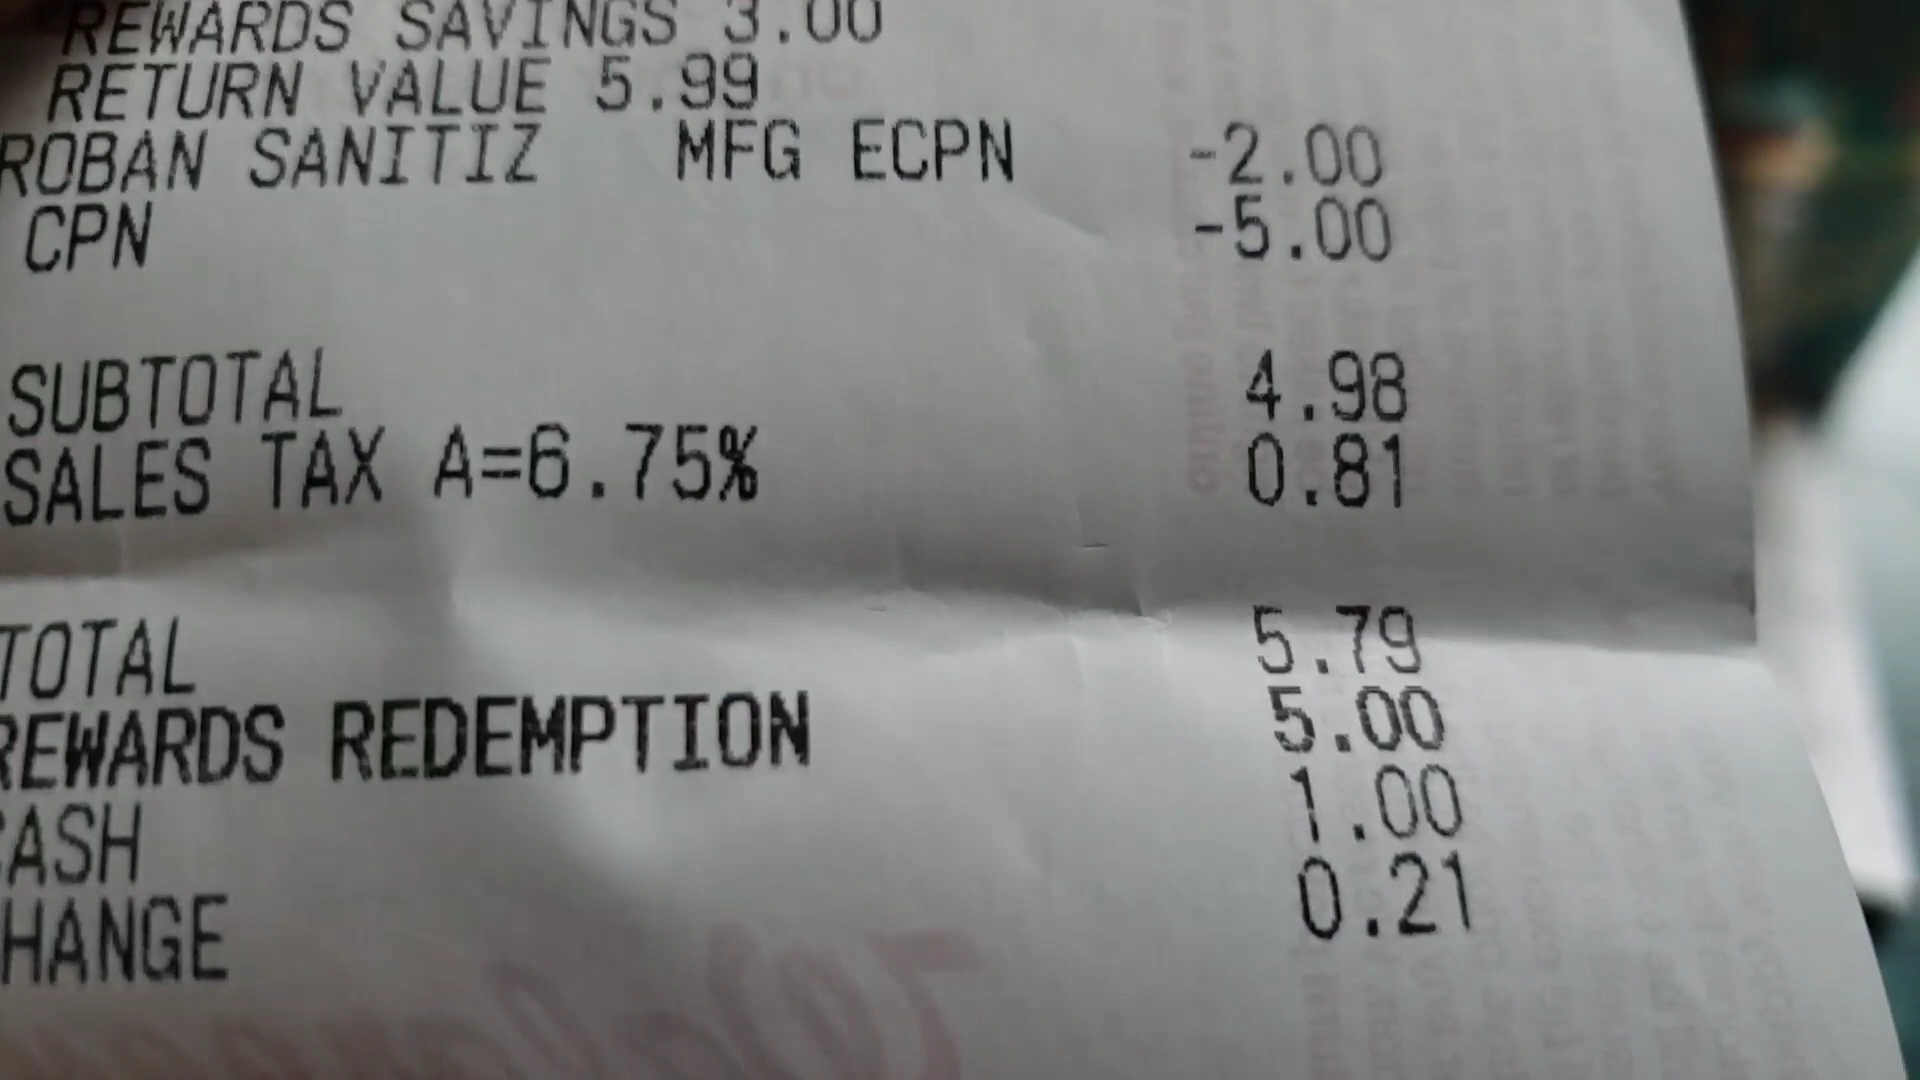 REWARDS SAVINGS 3.00
RETURN VALUE 5.99
ROBAN SANITIZ MFG ECPN -2.00
CPN -5.00
SUBTOTAL 4.98
SALES TAX A=6.75% 0.81
TOTAL 5.79
REWARDS REDEMPTION 5.00
CASH 1.00
HANGE 0.21